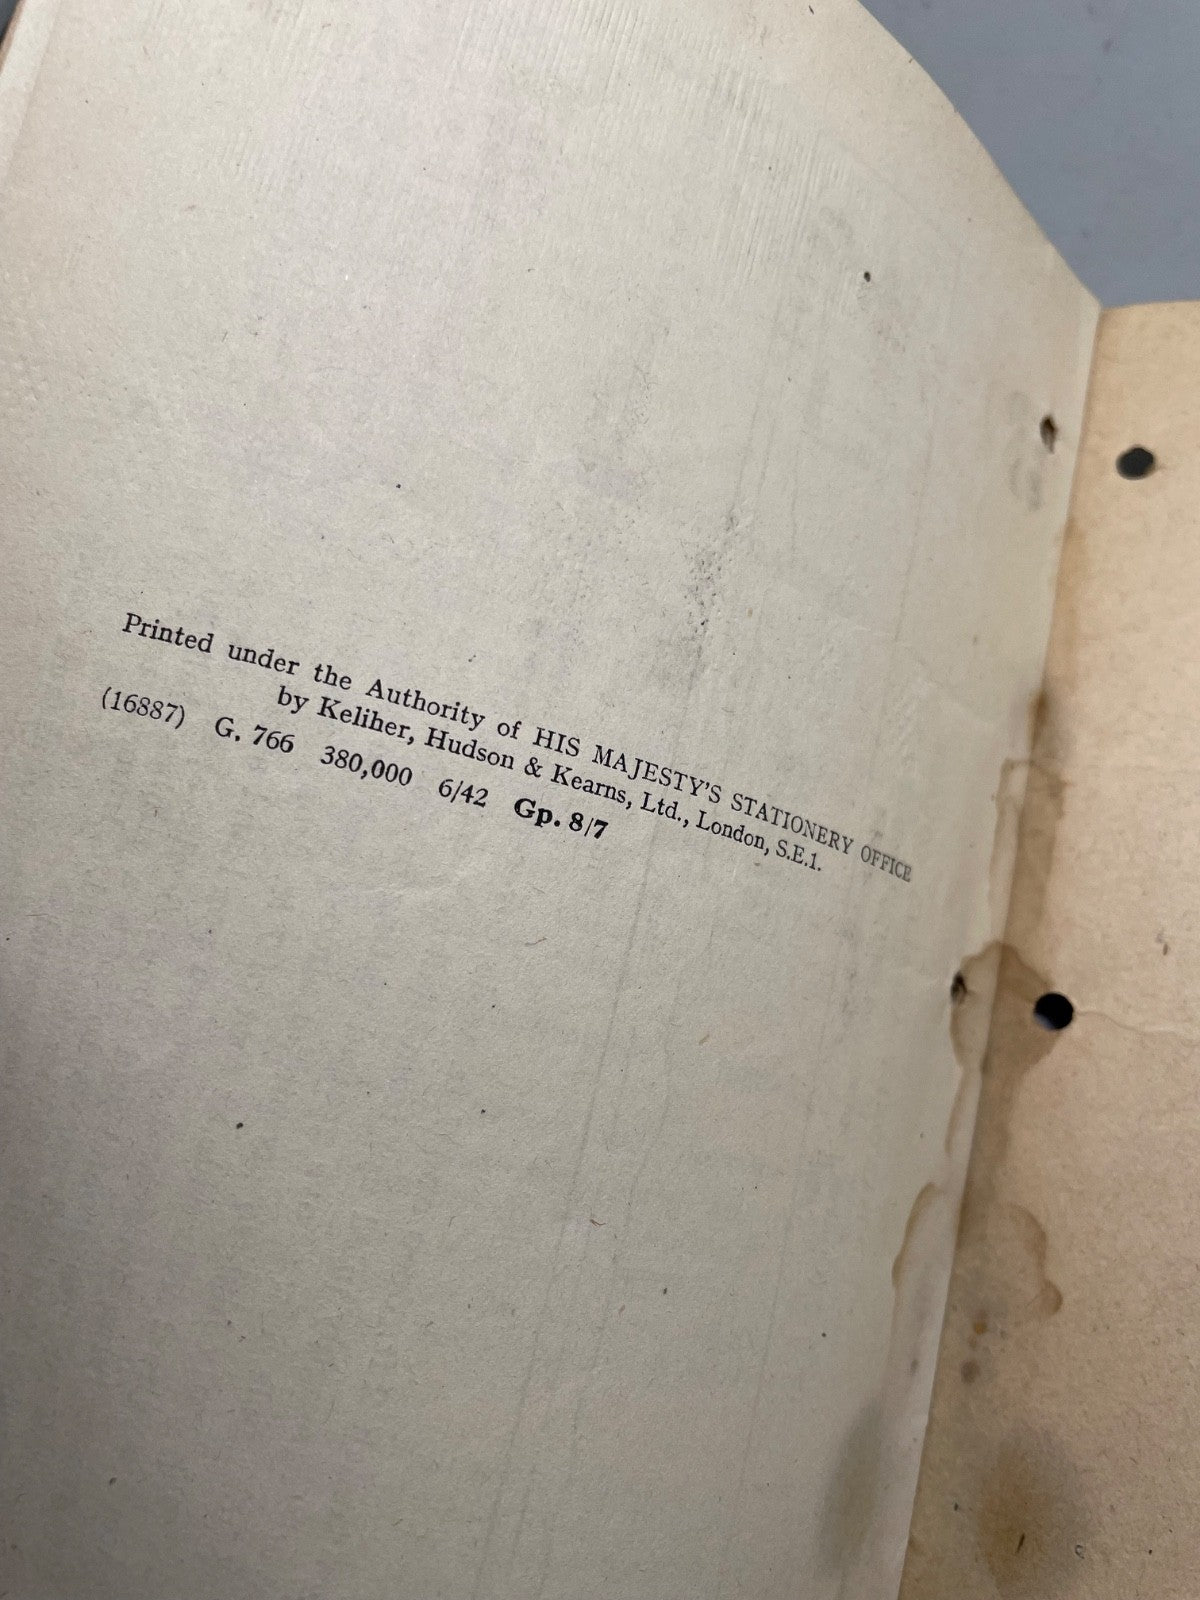 Printed under the Authority of HIS MAJESTY'S STATIONERY OFFICE
by Keliher, Hudson & Kearns, Ltd., London, S.E.1.
(16887) G. 766 380,000 6/42 Gp. 8/7